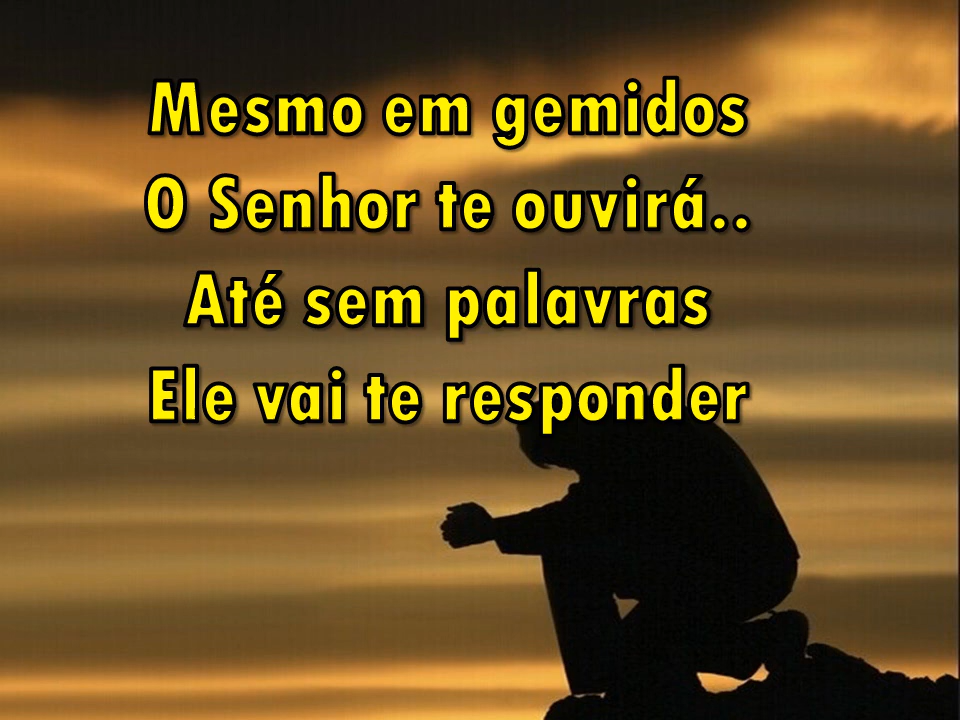 Mesmo em gemidos
O Senhor te ouvirá..
Até sem palavras
Ele vai te responder